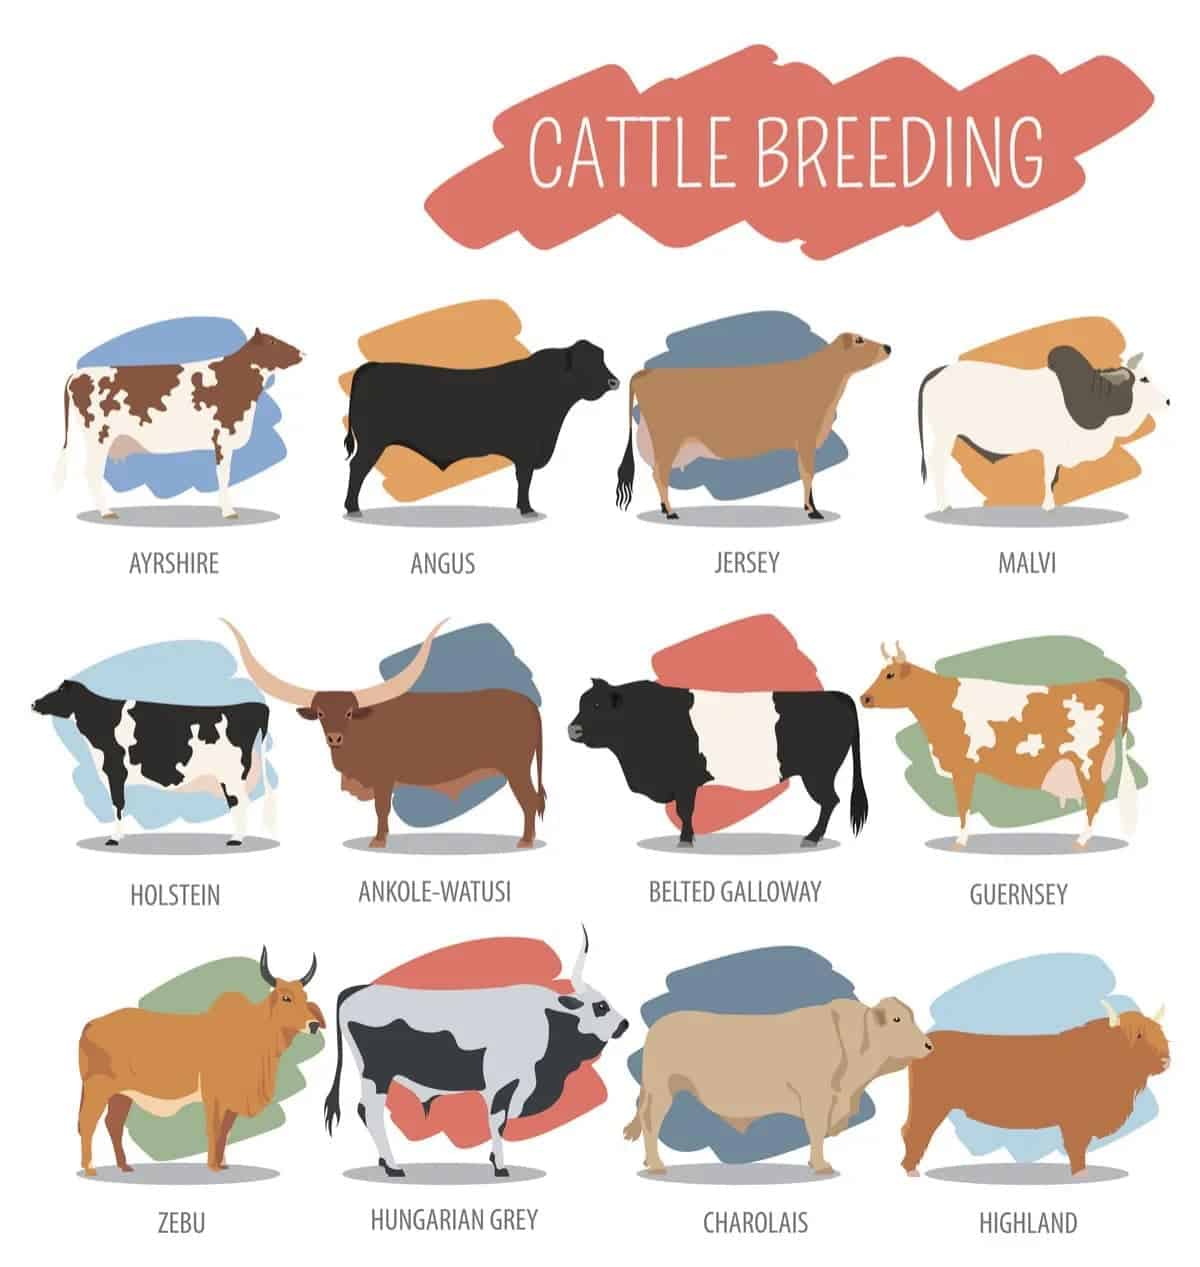 CATTLE BREEDING
AYRSHIRE
ANGUS
JERSEY
MALVI
HOLSTEIN
ANKOLE-WATUSI
BELTED GALLOWAY
GUERNSEY
ZEBU
HUNGARIAN GREY
CHAROLAIS
HIGHLAND